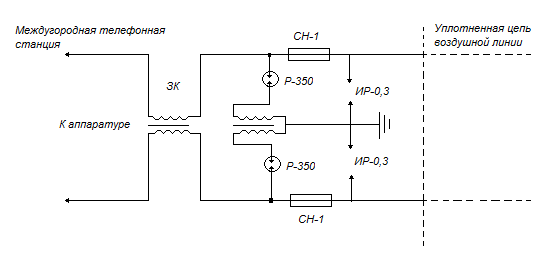 Междугородная телефонная
станция
СН-1
Уплотненная цепь
воздушной линии
Р-350
ЗК
ИР-0,3
К аппаратуре
Р-350
ИР-0,3
СН-1